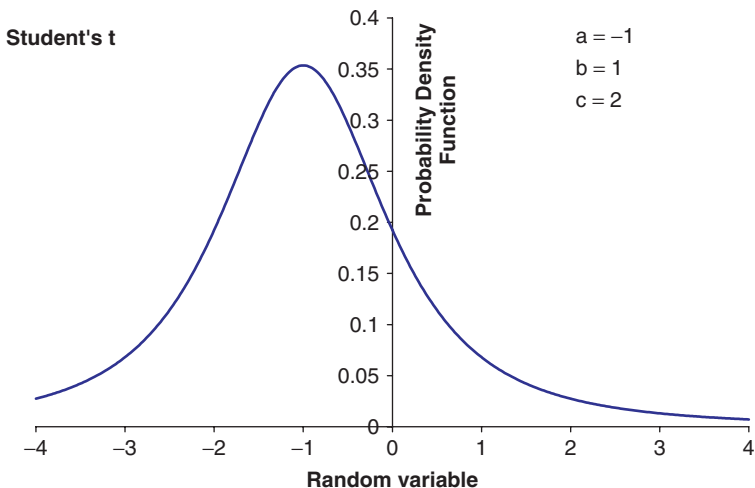 Student's t
a = −1
b = 1
c = 2
Probability Density
Function
0.4
0.35
0.3
0.25
0.2
0.15
0.1
0.05
0
−4 −3 −2 −1 0 1 2 3 4
Random variable